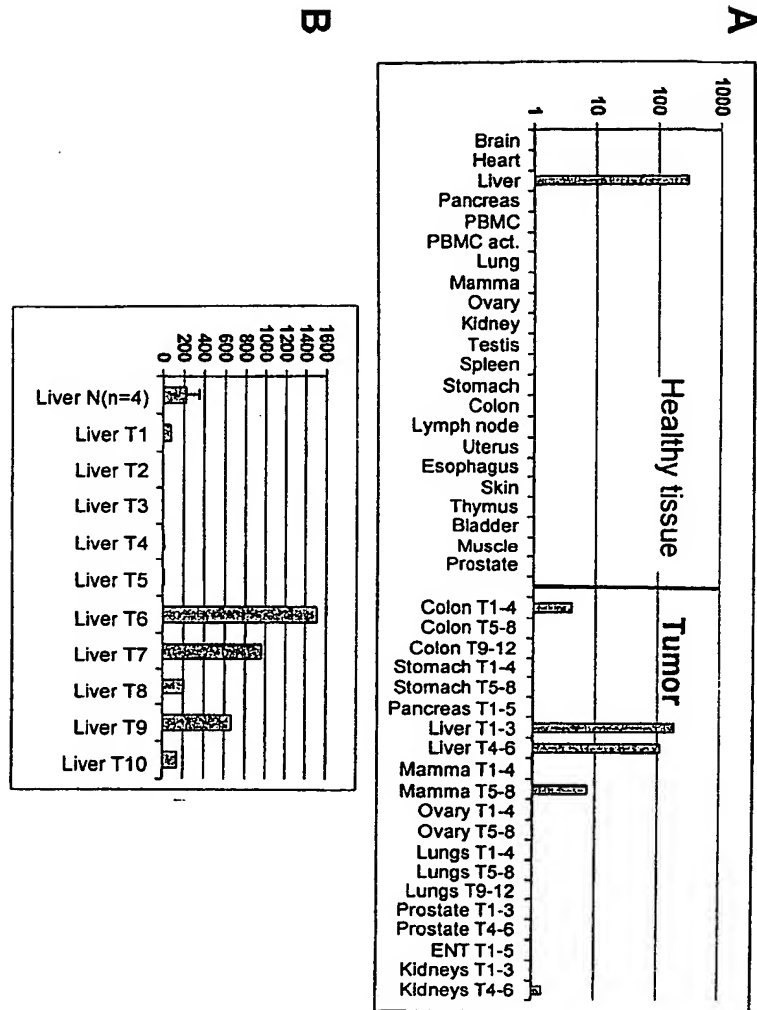 A
1000
100
10
1
Healthy tissue
Tumor
Brain
Heart
Liver
Pancreas
PBMC
PBMC act.
Lung
Mamma
Ovary
Kidney
Testis
Spleen
Stomach
Colon
Lymph node
Uterus
Esophagus
Skin
Thymus
Bladder
Muscle
Prostate
Colon T1-4
Colon T5-8
Colon T9-12
Stomach T1-4
Stomach T5-8
Pancreas T1-5
Liver T1-3
Liver T4-6
Mamma T1-4
Mamma T5-8
Ovary T1-4
Ovary T5-8
Lungs T1-4
Lungs T5-8
Lungs T9-12
Prostate T1-3
Prostate T4-6
ENT T1-5
Kidneys T1-3
Kidneys T4-6
B
1600
1400
1200
1000
800
600
400
200
0
Liver N(n=4)
Liver T1
Liver T2
Liver T3
Liver T4
Liver T5
Liver T6
Liver T7
Liver T8
Liver T9
Liver T10